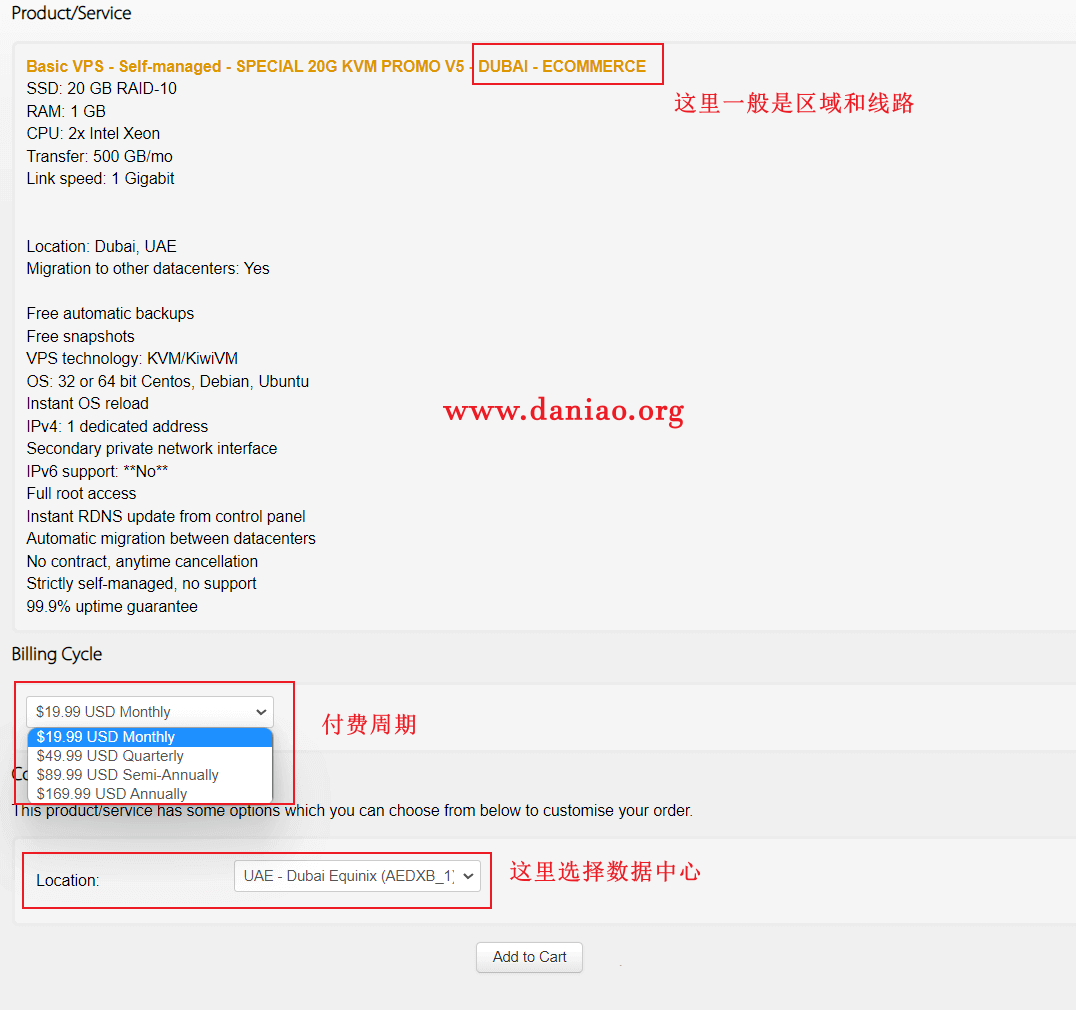 Product/Service
Basic VPS - Self-managed - SPECIAL 20G KVM PROMO V5 - DUBAI - ECOMMERCE
SSD: 20 GB RAID-10
这里一般是区域和线路
RAM: 1 GB
CPU: 2x Intel Xeon
Transfer: 500 GB/mo
Link speed: 1 Gigabit
Location: Dubai, UAE
Migration to other datacenters: Yes
Free automatic backups
Free snapshots
VPS technology: KVM/KiwiVM
OS: 32 or 64 bit Centos, Debian, Ubuntu
Instant OS reload
www.daniao.org
IPv4: 1 dedicated address
Secondary private network interface
IPv6 support: **No**
Full root access
Instant RDNS update from control panel
Automatic migration between datacenters
No contract, anytime cancellation
Strictly self-managed, no support
99.9% uptime guarantee
Billing Cycle
$19.99 USD Monthly
付费周期
$19.99 USD Monthly
$49.99 USD Quarterly
$89.99 USD Semi-Annually
$169.99 USD Annually
This product/service has some options which you can choose from below to customise your order.
Location: UAE - Dubai Equinix (AEDXB_1)
这里选择数据中心
Add to Cart